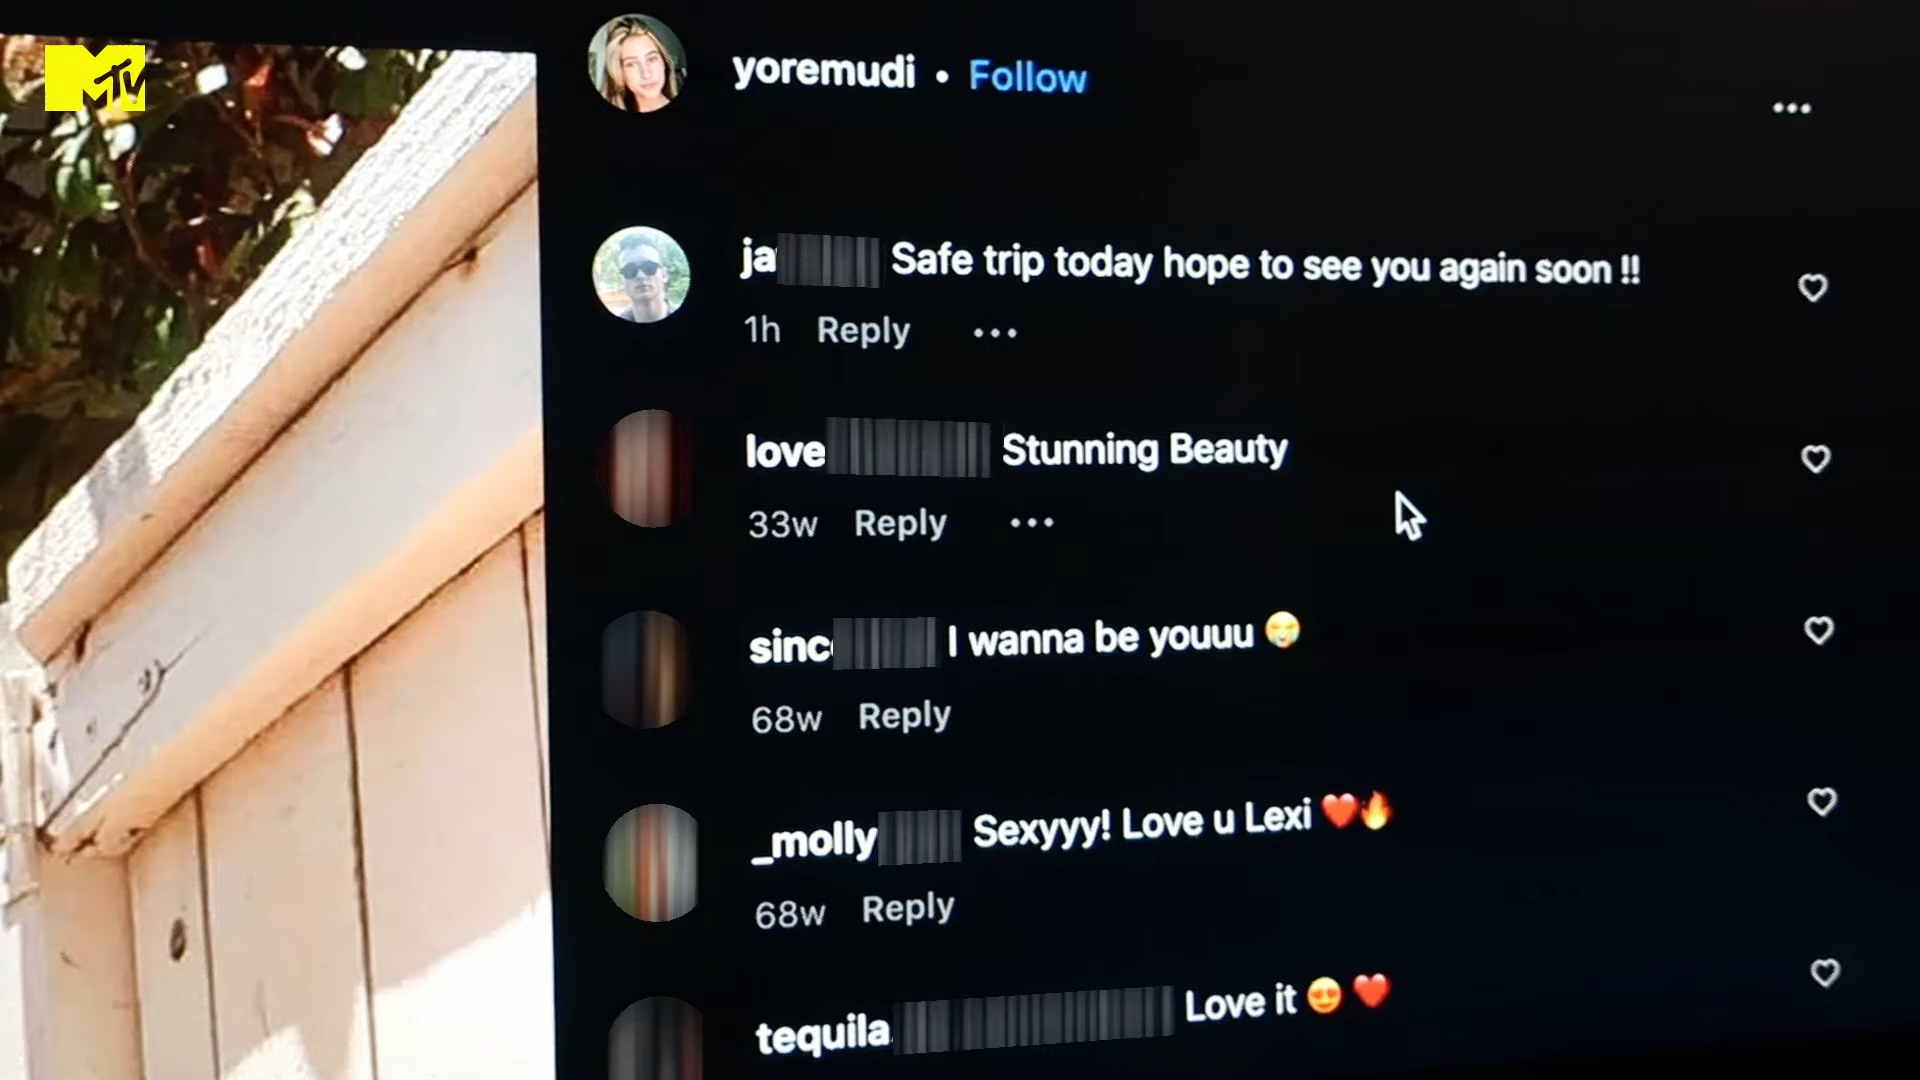 MTV
yoremudi • Follow
ja Safe trip today hope to see you again soon !!
1h Reply
love Stunning Beauty
33w Reply
sinc I wanna be youuu 😭
68w Reply
_molly Sexyyy! Love u Lexi ❤️🔥
68w Reply
tequila. Love it 😍 ❤️